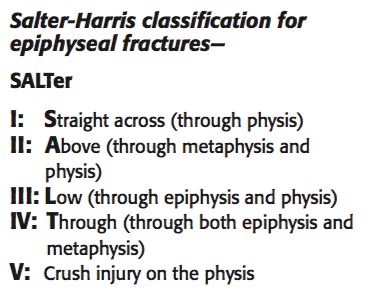 Salter-Harris classification for
epiphyseal fractures—
SALTer
I: Straight across (through physis)
II: Above (through metaphysis and
physis)
III: Low (through epiphysis and physis)
IV: Through (through both epiphysis and
metaphysis)
V: Crush injury on the physis